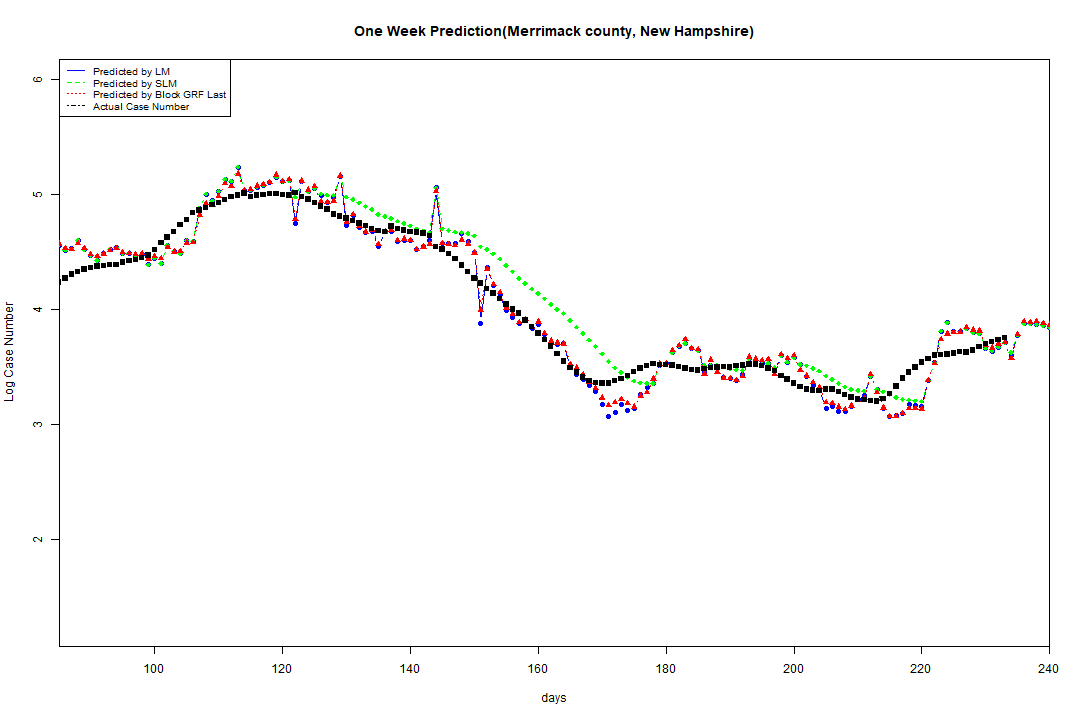 One Week Prediction(Merrimack county, New Hampshire)
Predicted by LM
Predicted by SLM
Predicted by Block GRF Last
Actual Case Number
6
5
4
3
2
Log Case Number
100 120 140 160 180 200 220 240
days